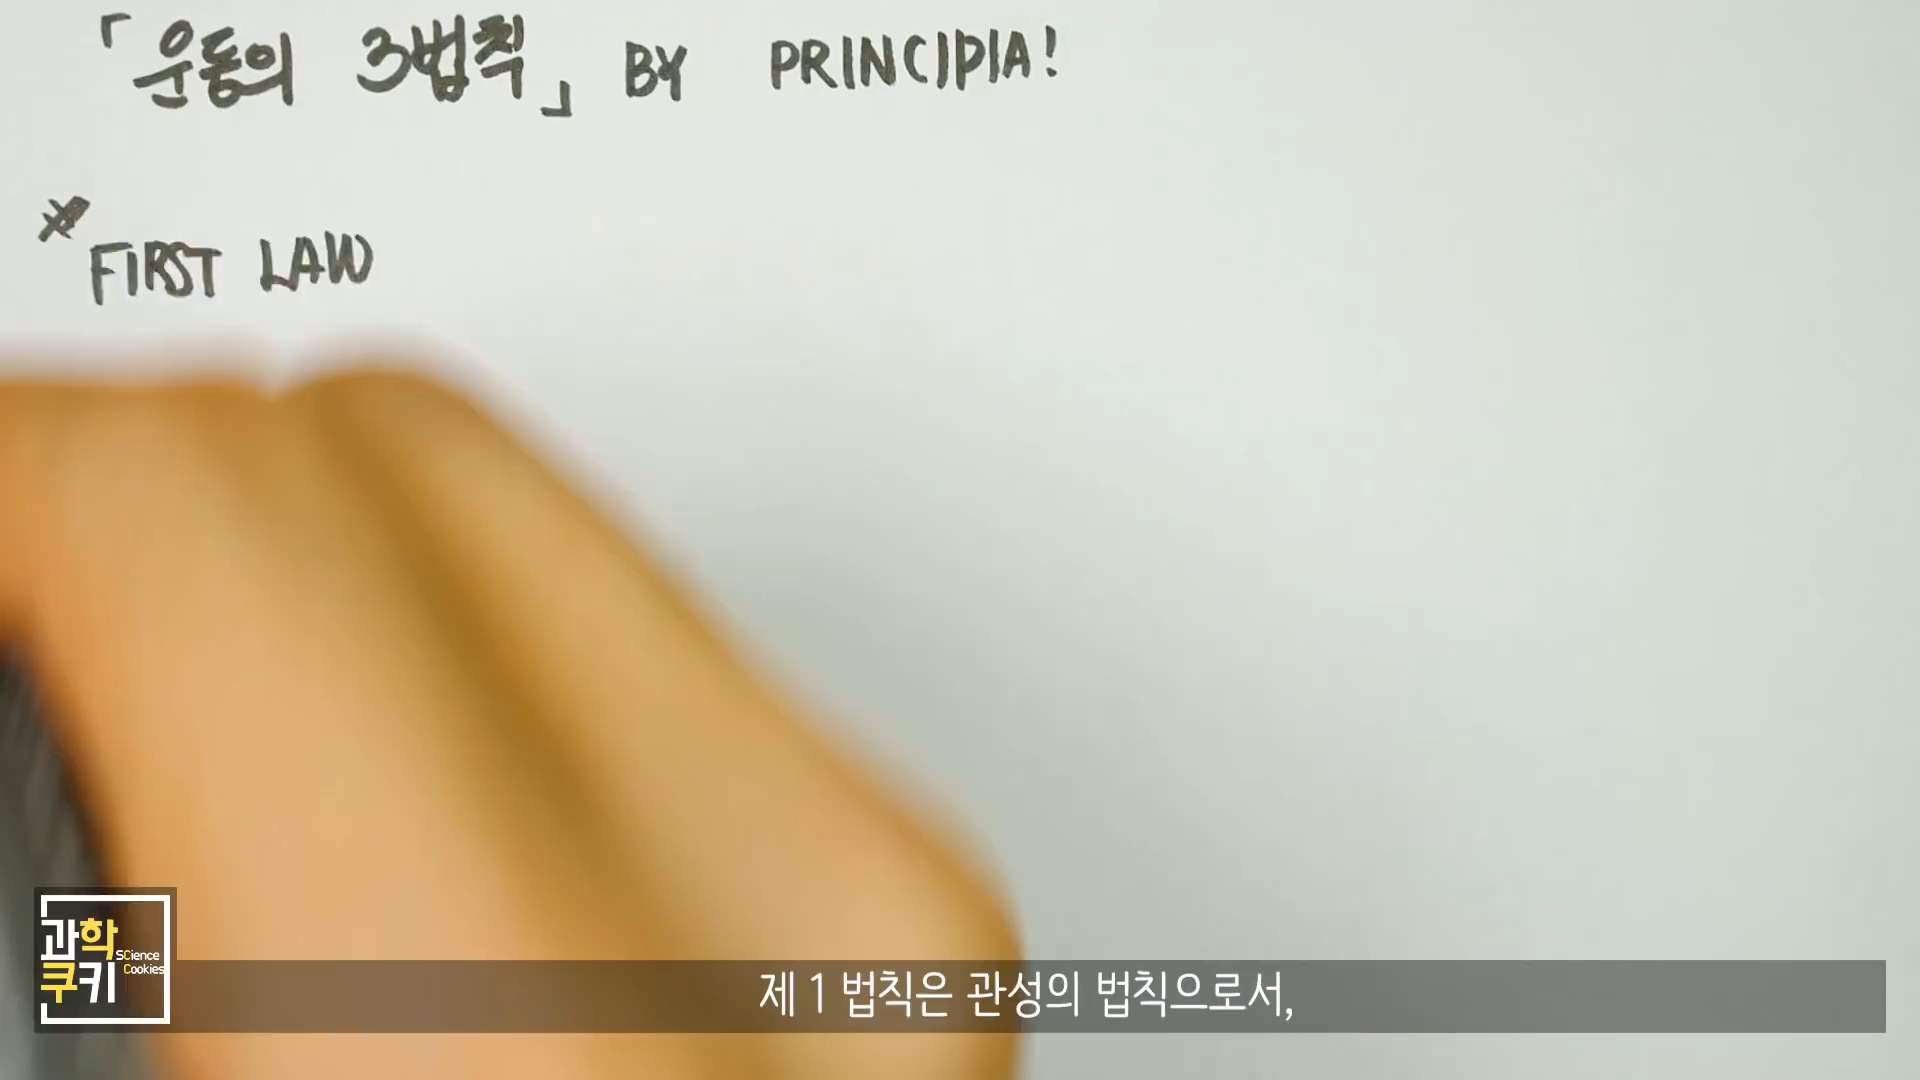 「운동의 3법칙」 BY PRINCIPIA!
* FIRST LAW
과학
쿠키
SCience
Cookies
제 1 법칙은 관성의 법칙으로서,